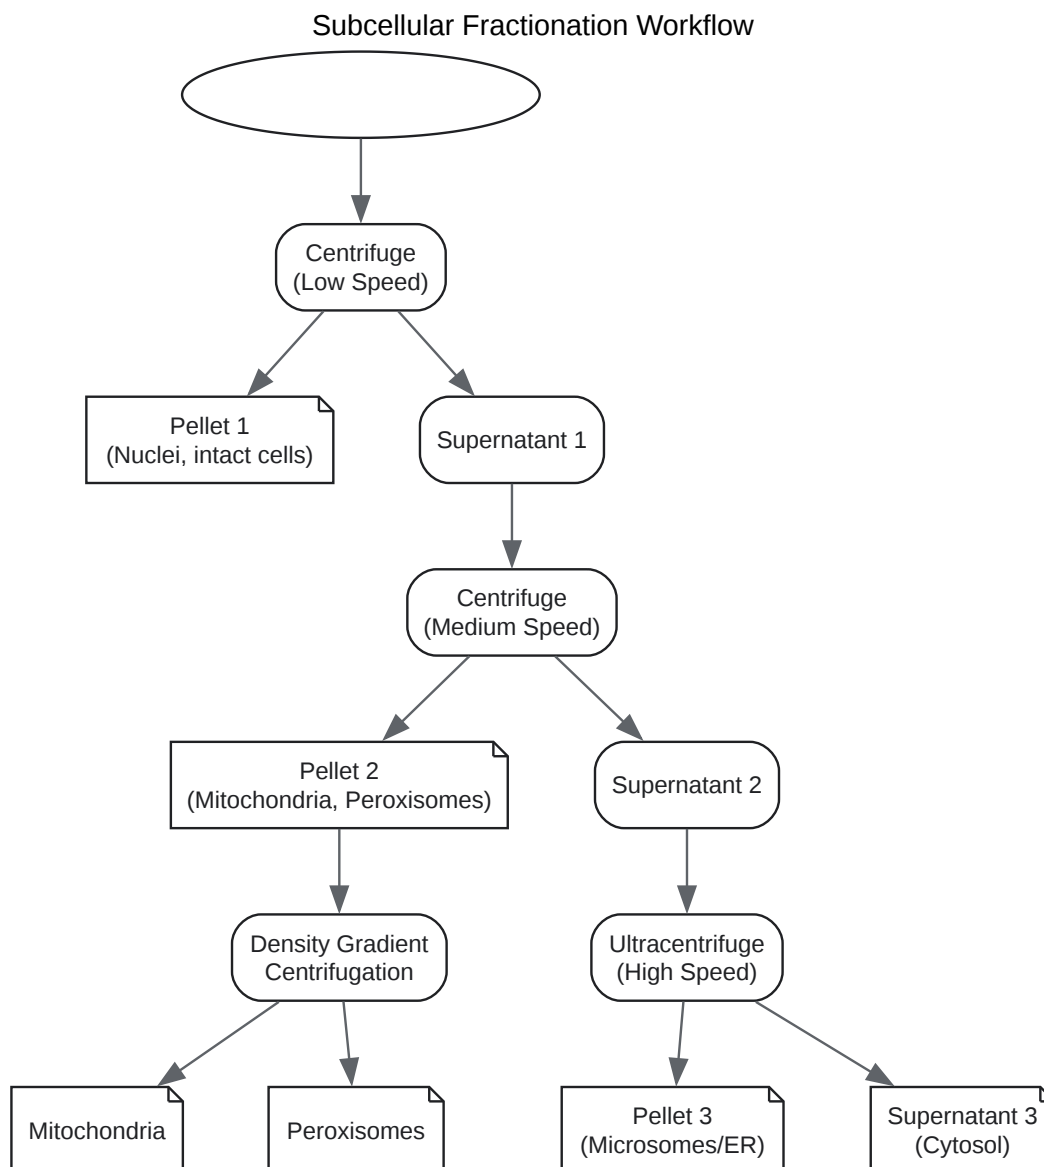 Subcellular Fractionation Workflow
Centrifuge
(Low Speed)
Pellet 1
(Nuclei, intact cells)
Supernatant 1
Centrifuge
(Medium Speed)
Pellet 2
(Mitochondria, Peroxisomes)
Supernatant 2
Density Gradient
Centrifugation
Ultracentrifuge
(High Speed)
Mitochondria
Peroxisomes
Pellet 3
(Microsomes/ER)
Supernatant 3
(Cytosol)